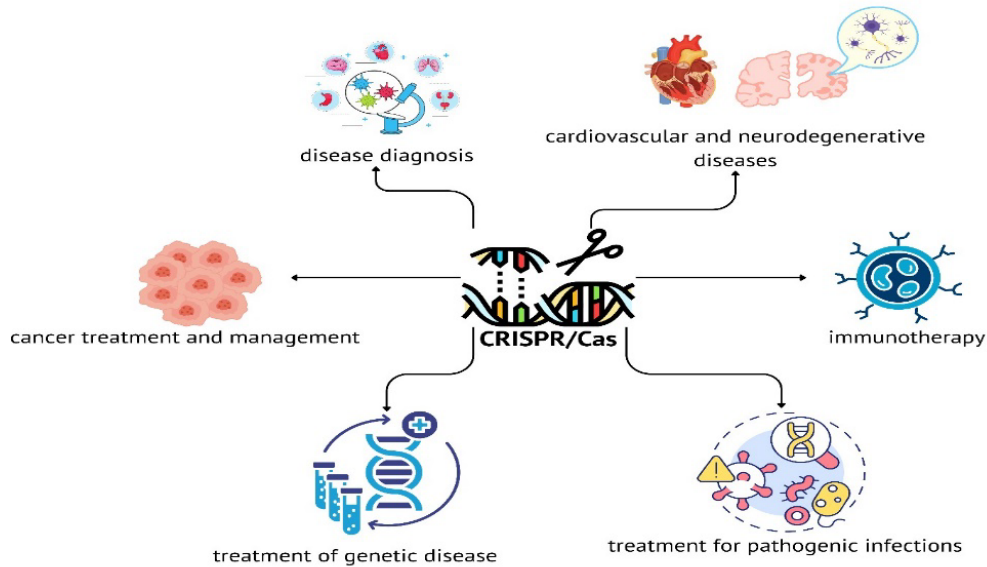 disease diagnosis
cardiovascular and neurodegenerative
diseases
cancer treatment and management
CRISPR/Cas
immunotherapy
treatment of genetic disease
treatment for pathogenic infections